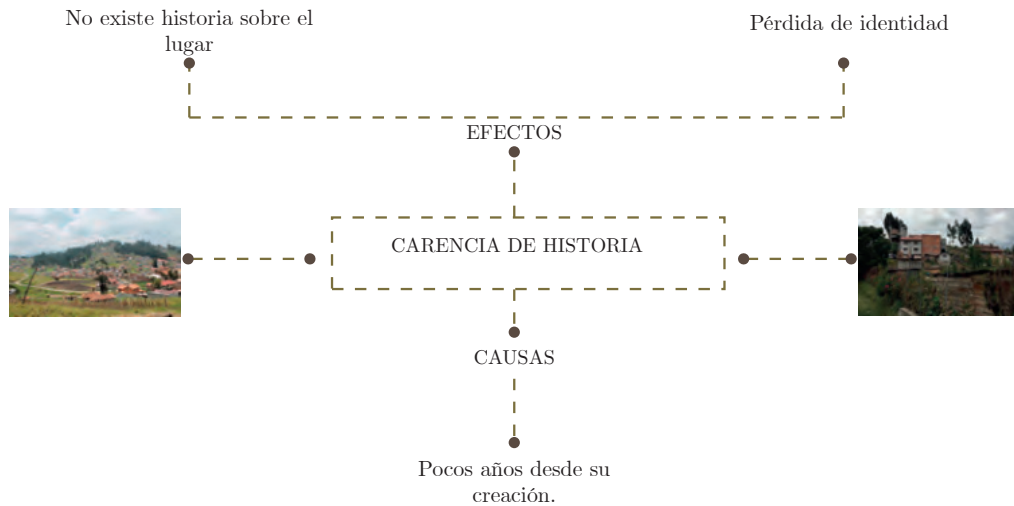 No existe historia sobre el
lugar
Pérdida de identidad
EFECTOS
CARENCIA DE HISTORIA
CAUSAS
Pocos años desde su
creación.